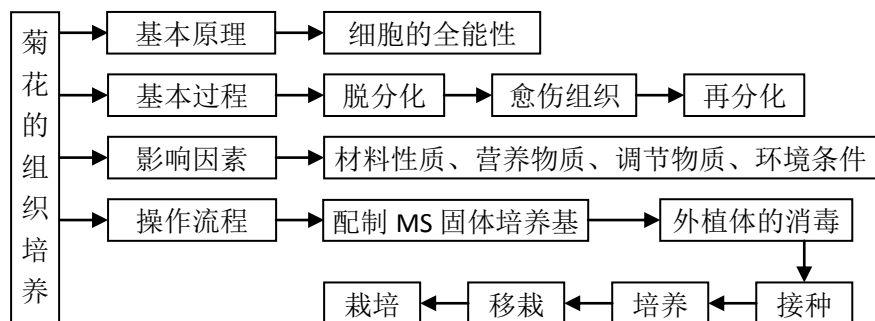 菊花的组织培养
基本原理 细胞的全能性
基本过程 脱分化 愈伤组织 再分化
影响因素 材料性质、营养物质、调节物质、环境条件
操作流程 配制 MS 固体培养基 外植体的消毒
栽培 移栽 培养 接种